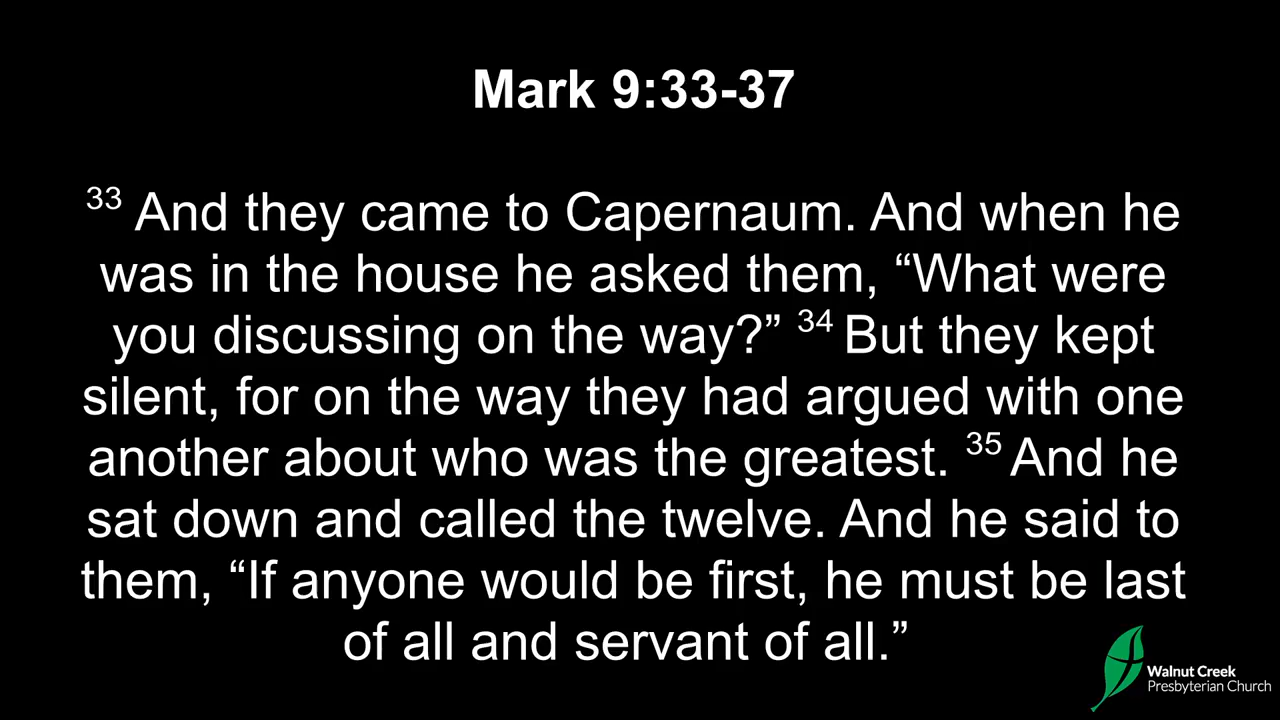 Mark 9:33-37
33 And they came to Capernaum. And when he
was in the house he asked them, “What were
you discussing on the way?” 34 But they kept
silent, for on the way they had argued with one
another about who was the greatest. 35 And he
sat down and called the twelve. And he said to
them, “If anyone would be first, he must be last
of all and servant of all.”
Walnut Creek
Presbyterian Church